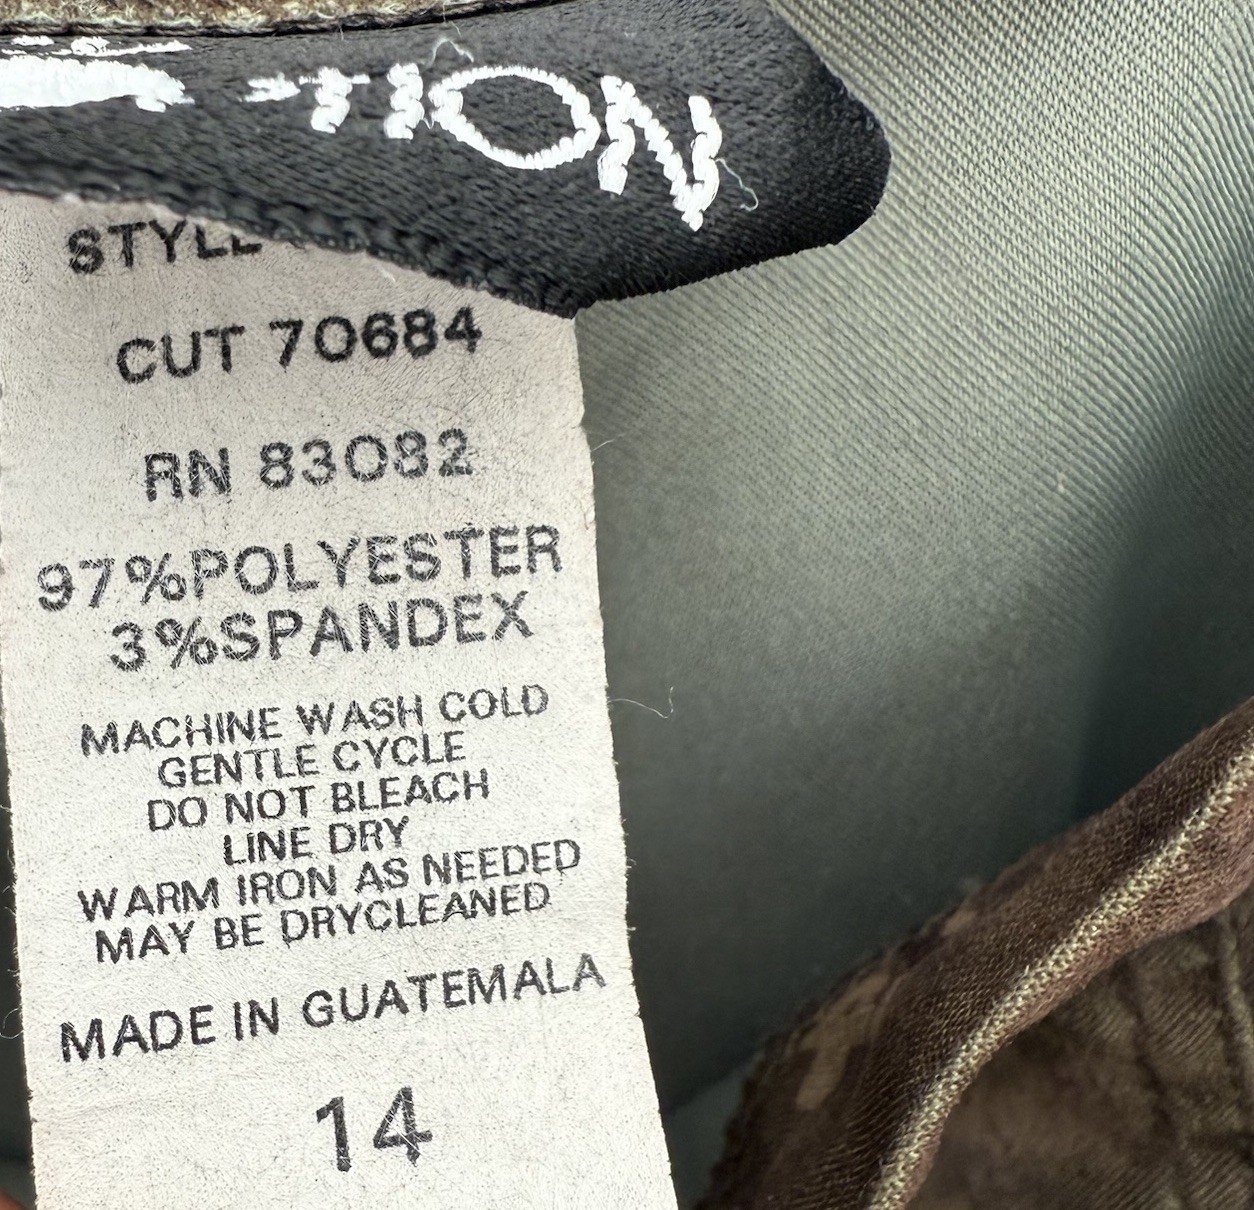 TION
STYLE
CUT 70684
RN 83082
97%POLYESTER
3%SPANDEX
MACHINE WASH COLD
GENTLE CYCLE
DO NOT BLEACH
LINE DRY
WARM IRON AS NEEDED
MAY BE DRYCLEANED
MADE IN GUATEMALA
14